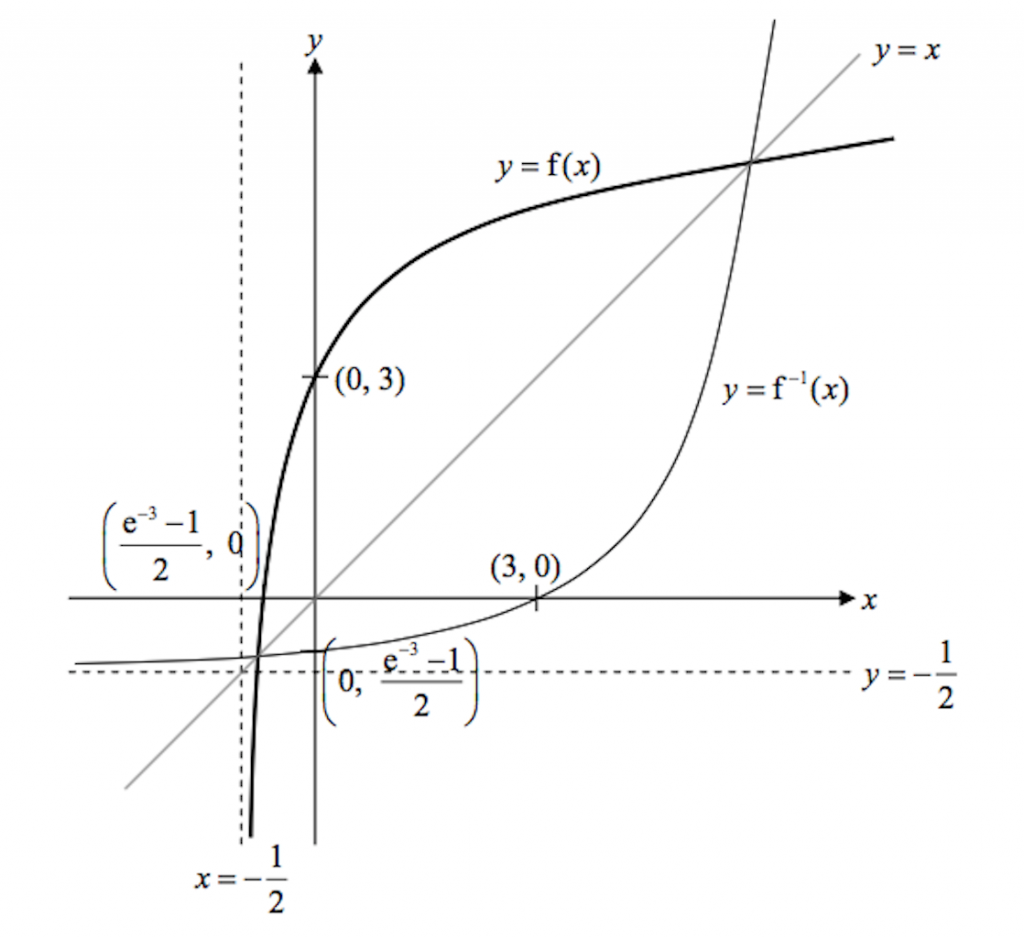 y
y = x
y = f(x)
(0, 3)
y = f⁻¹(x)
(e⁻³ −1 / 2, 0)
(3, 0)
x
(0, e⁻³ −1 / 2)
y = −1/2
x = −1/2